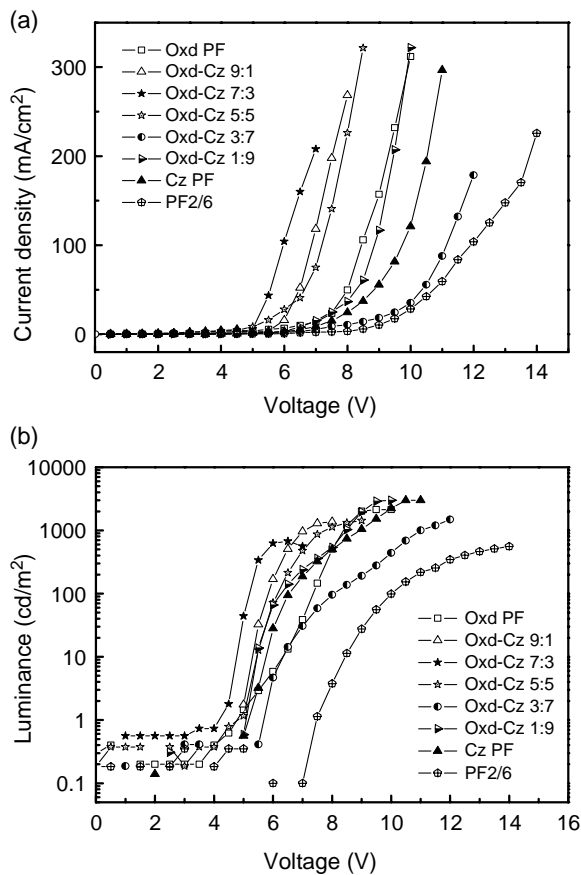 (a)
Oxd PF
Oxd-Cz 9:1
Oxd-Cz 7:3
Oxd-Cz 5:5
Oxd-Cz 3:7
Oxd-Cz 1:9
Cz PF
PF2/6
300
200
100
0
Current density (mA/cm²)
0 2 4 6 8 10 12 14
Voltage (V)
(b)
10000
1000
100
10
1
0.1
Luminance (cd/m²)
Oxd PF
Oxd-Cz 9:1
Oxd-Cz 7:3
Oxd-Cz 5:5
Oxd-Cz 3:7
Oxd-Cz 1:9
Cz PF
PF2/6
0 2 4 6 8 10 12 14 16
Voltage (V)